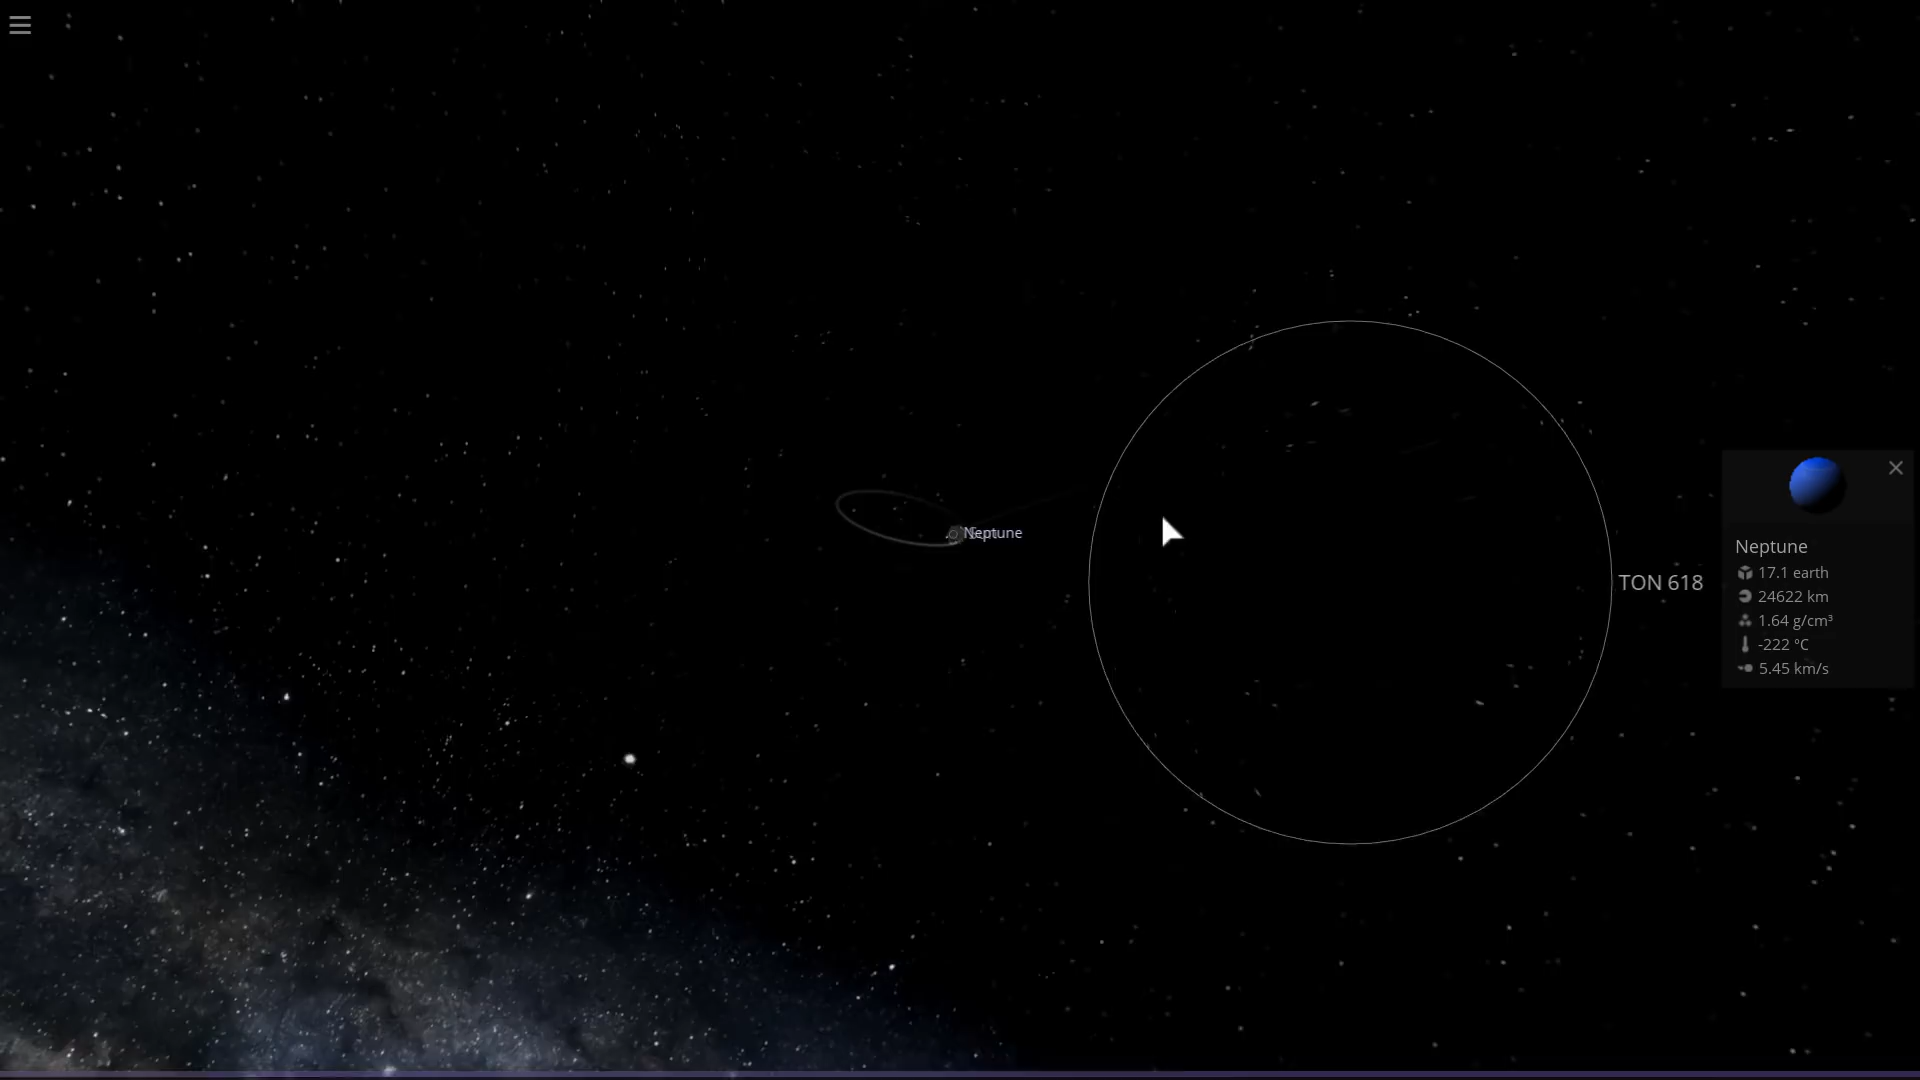 Neptune
TON 618
Neptune
17.1 earth
24622 km
1.64 g/cm³
-222 °C
5.45 km/s